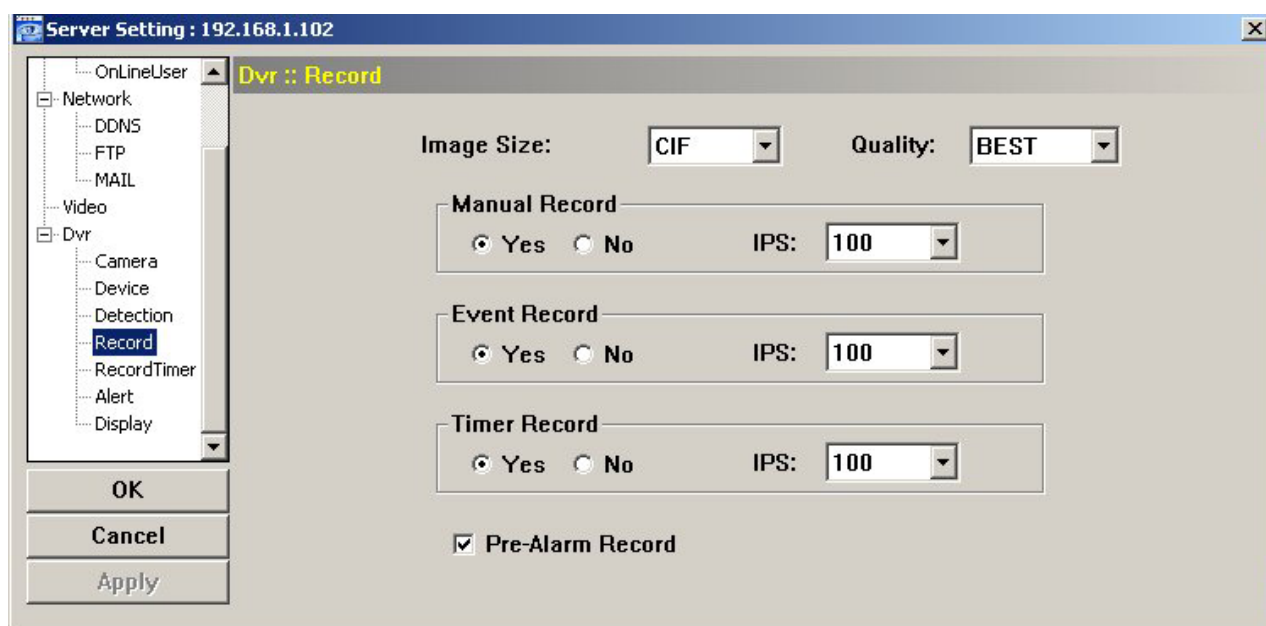 Server Setting : 192.168.1.102
OnLineUser
Network
DDNS
FTP
MAIL
Video
Dvr
Camera
Device
Detection
Record
RecordTimer
Alert
Display
OK
Cancel
Apply
Dvr :: Record
Image Size: CIF Quality: BEST
Manual Record
Yes No IPS: 100
Event Record
Yes No IPS: 100
Timer Record
Yes No IPS: 100
Pre-Alarm Record